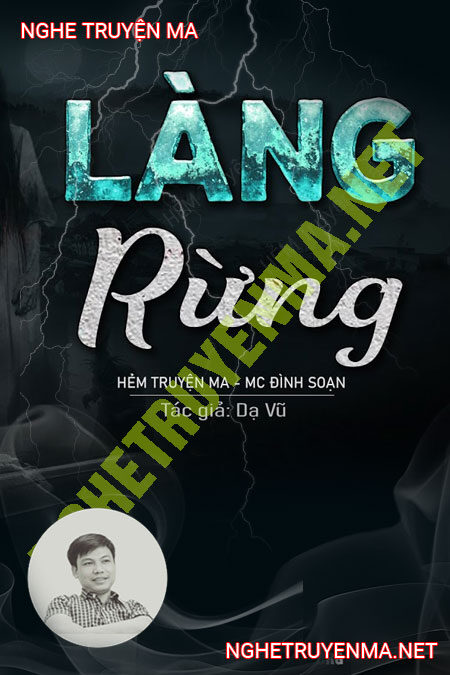 NGHE TRUYỆN MA
LÀNG
Rừng
HẺM TRUYỆN MA - MC ĐÌNH SOẠN
Tác giả: Dạ Vũ
NGHETRUYENMA.NET
NGHETRUYENMA.NET